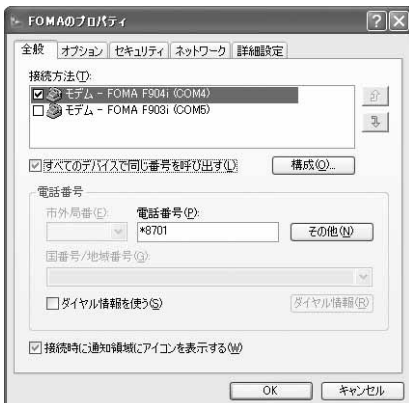 FOMAのプロパティ
全般 オプション セキュリティ ネットワーク 詳細設定
接続方法(T):
モデム - FOMA F904i (COM4)
モデム - FOMA F903i (COM5)
すべてのデバイスで同じ番号を呼び出す(L) 構成(O)...
電話番号
市外局番(E): 電話番号(P):
*8701 その他(N)
国番号/地域番号(G):
ダイヤル情報を使う(S) ダイヤル情報(R)
接続時に通知領域にアイコンを表示する(W)
OK キャンセル